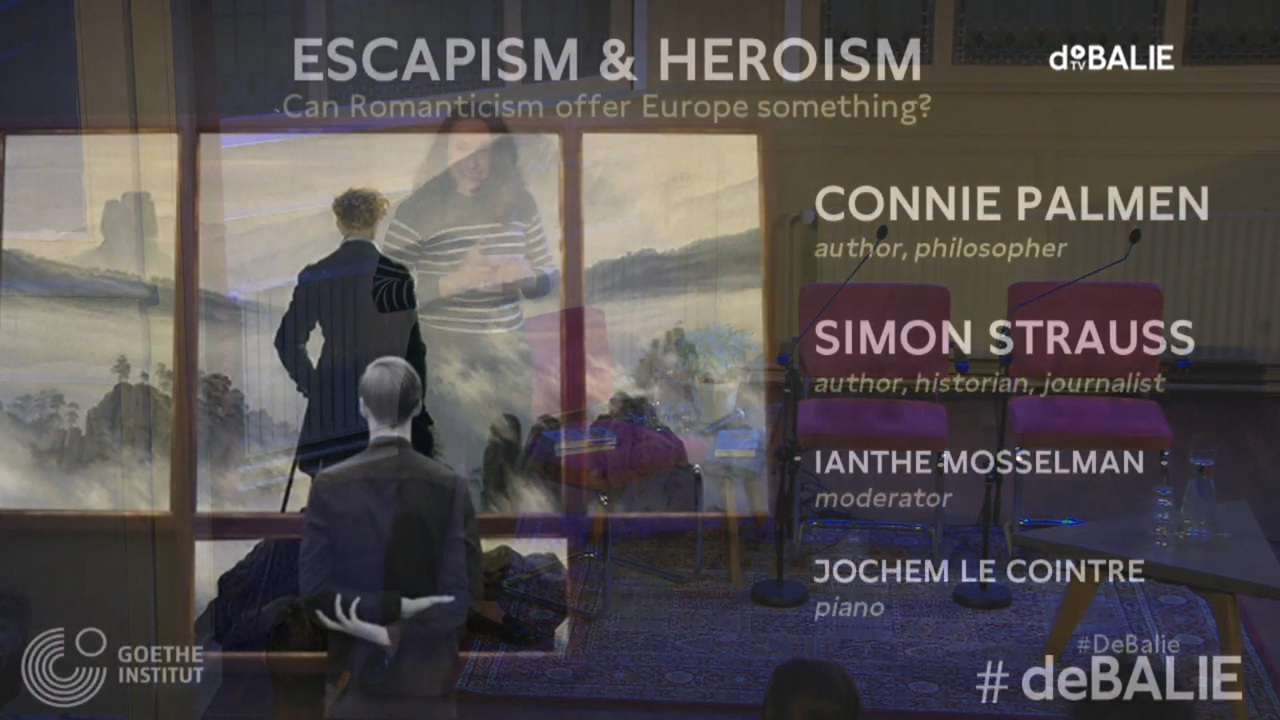 ESCAPISM & HEROISM
Can Romanticism offer Europe something?
deBALIE
TV
CONNIE PALMEN
author, philosopher
SIMON STRAUSS
author, historian, journalist
IANTHE MOSSELMAN
moderator
JOCHEM LE COINTRE
piano
#DeBalie
# deBALIE
GOETHE
INSTITUT